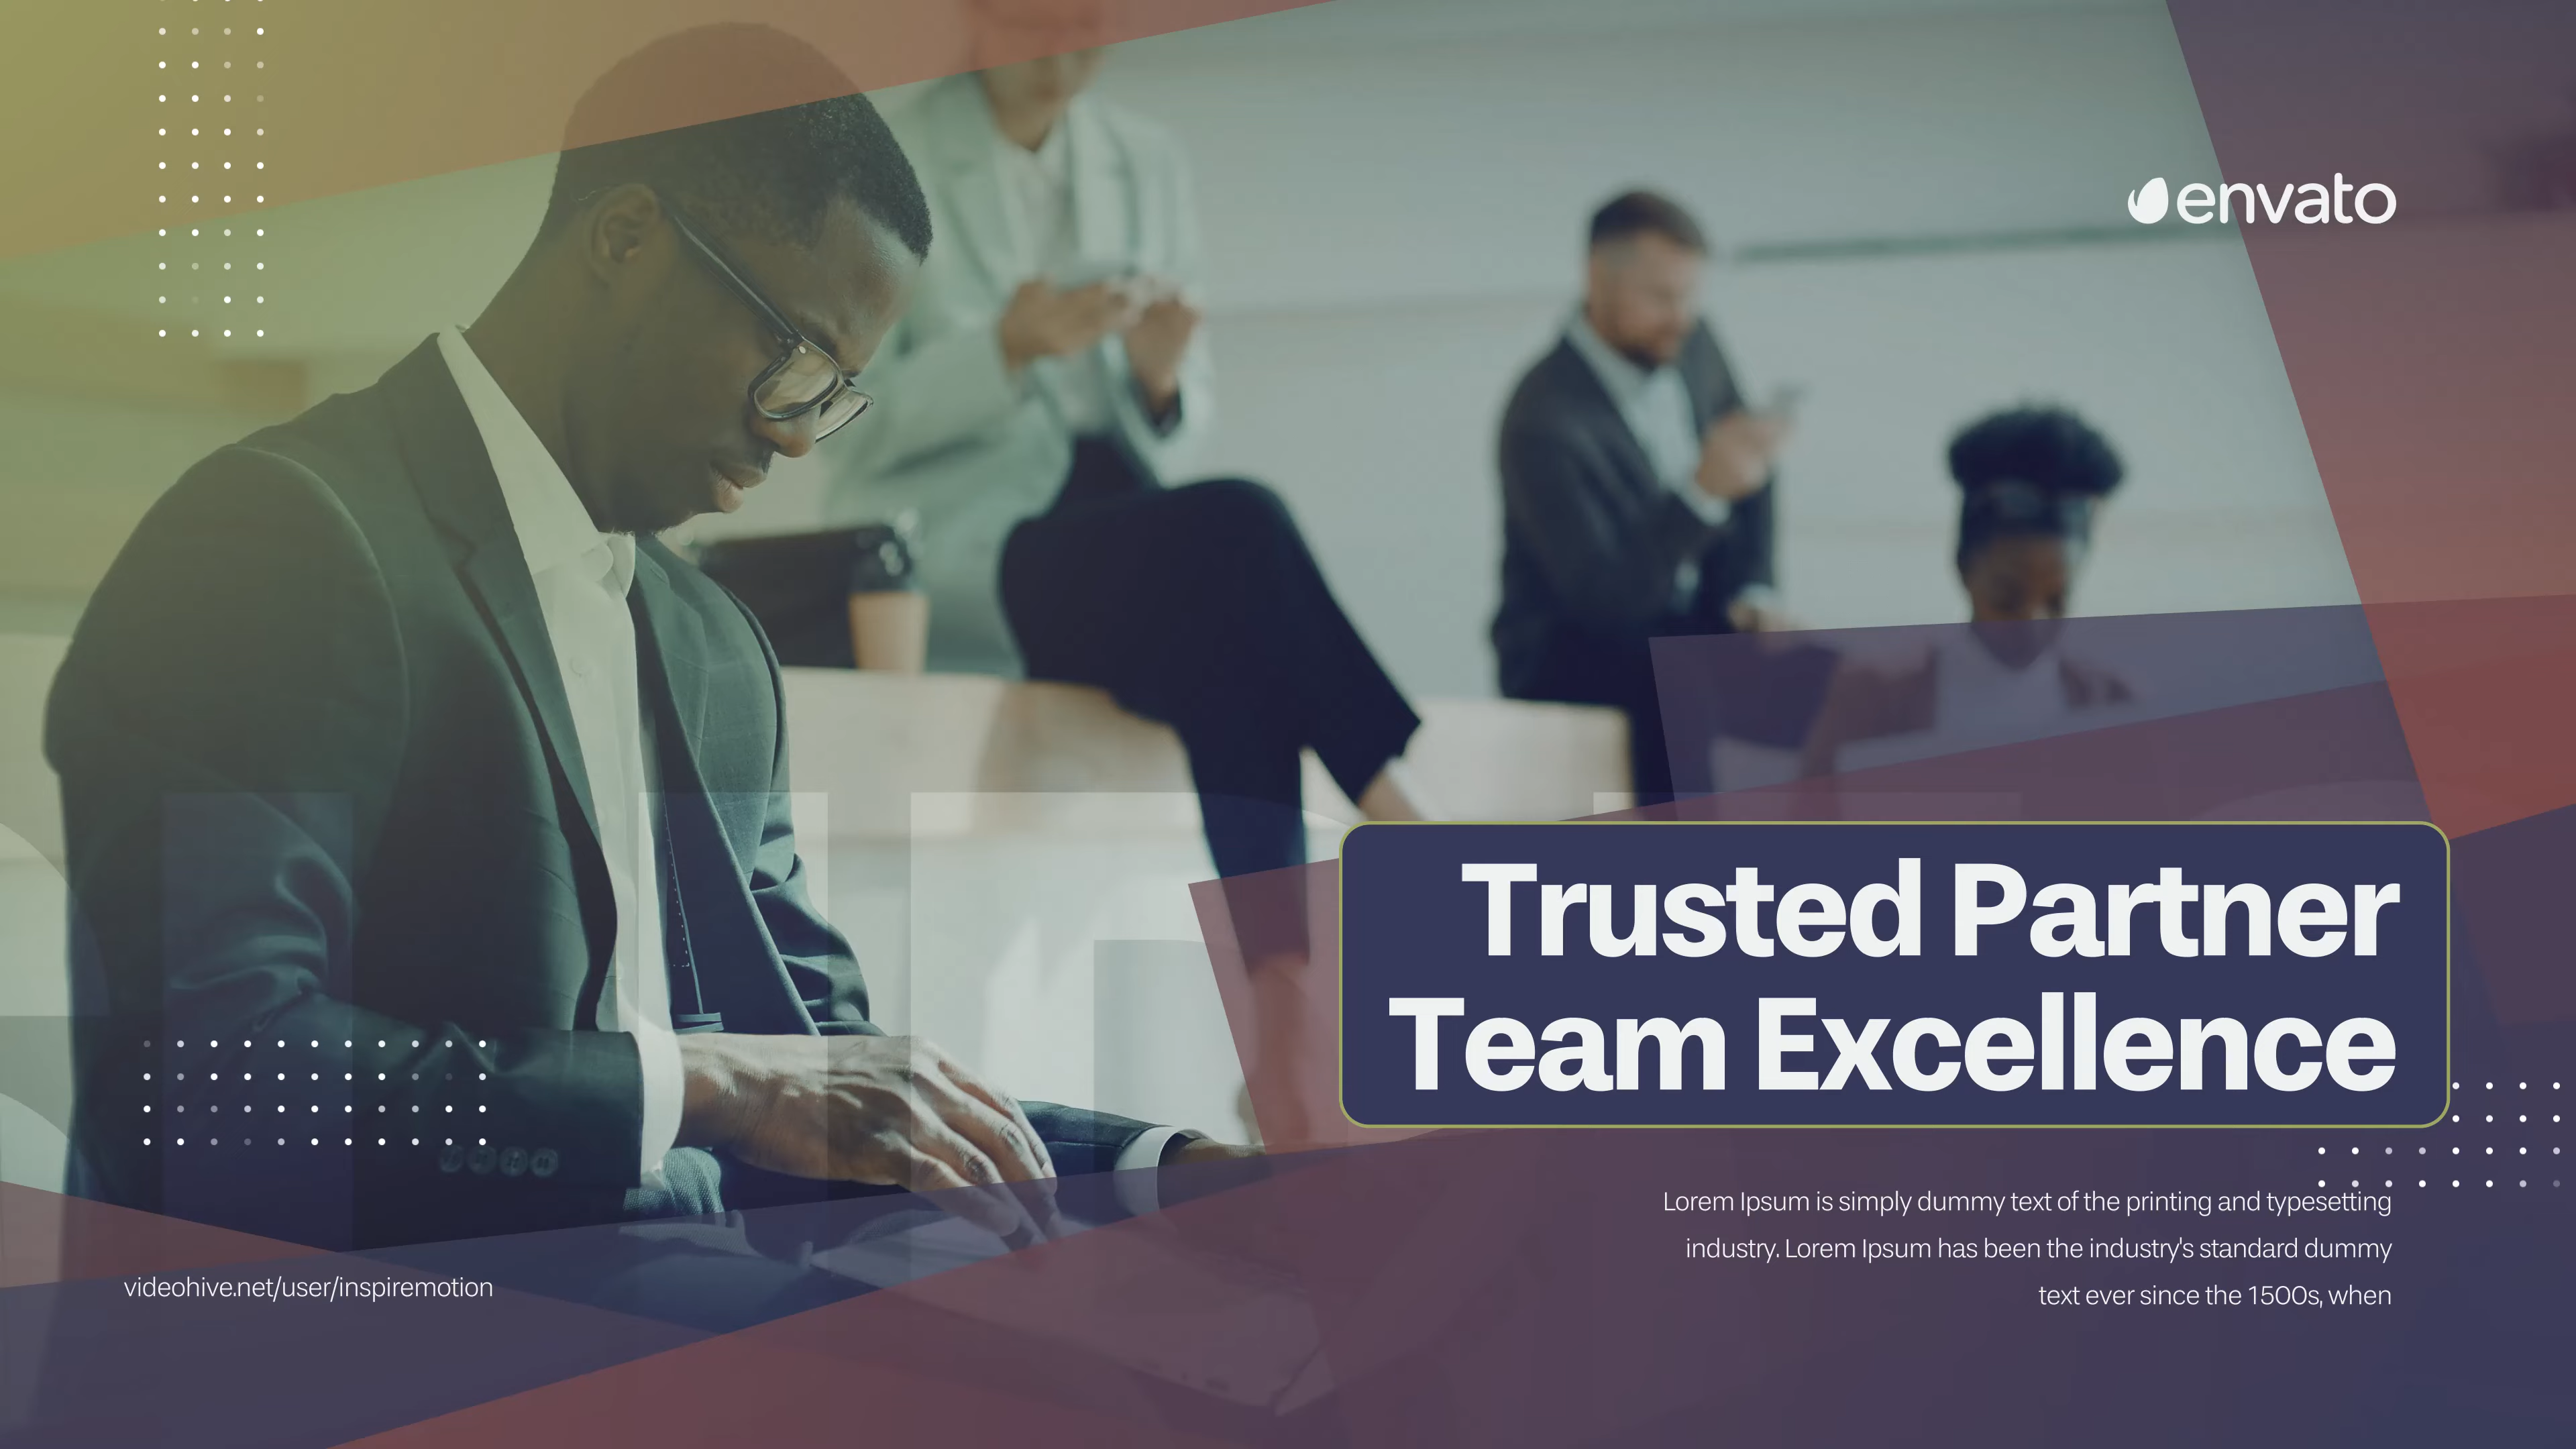 envato
Trusted Partner
Team Excellence
Lorem Ipsum is simply dummy text of the printing and typesetting
industry. Lorem Ipsum has been the industry's standard dummy
text ever since the 1500s, when
videohive.net/user/inspiremotion